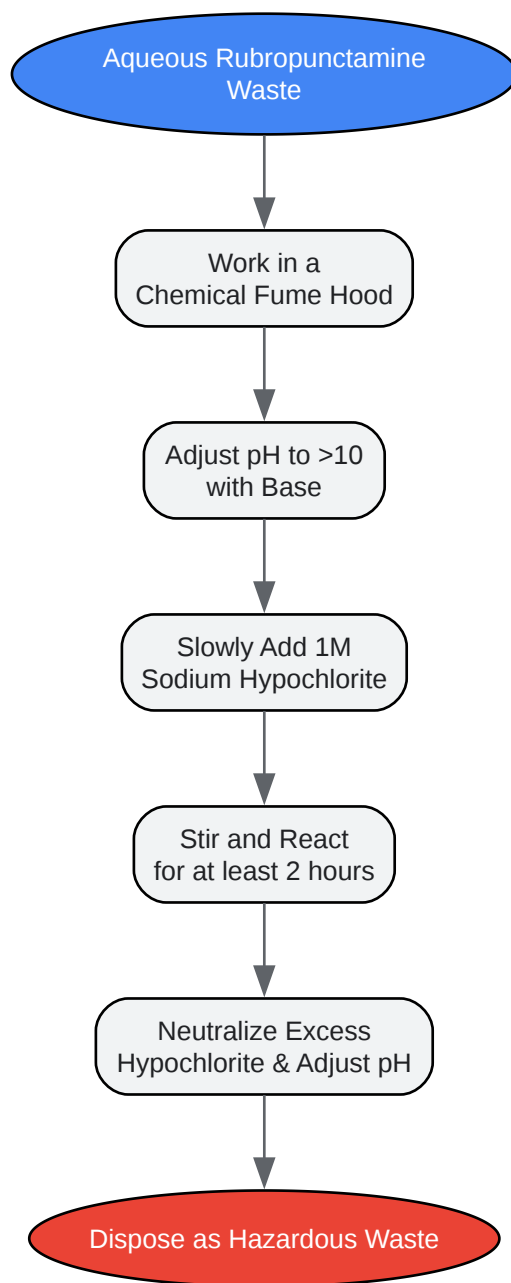 Aqueous Rubropunctamine
Waste
Work in a
Chemical Fume Hood
Adjust pH to >10
with Base
Slowly Add 1M
Sodium Hypochlorite
Stir and React
for at least 2 hours
Neutralize Excess
Hypochlorite & Adjust pH
Dispose as Hazardous Waste